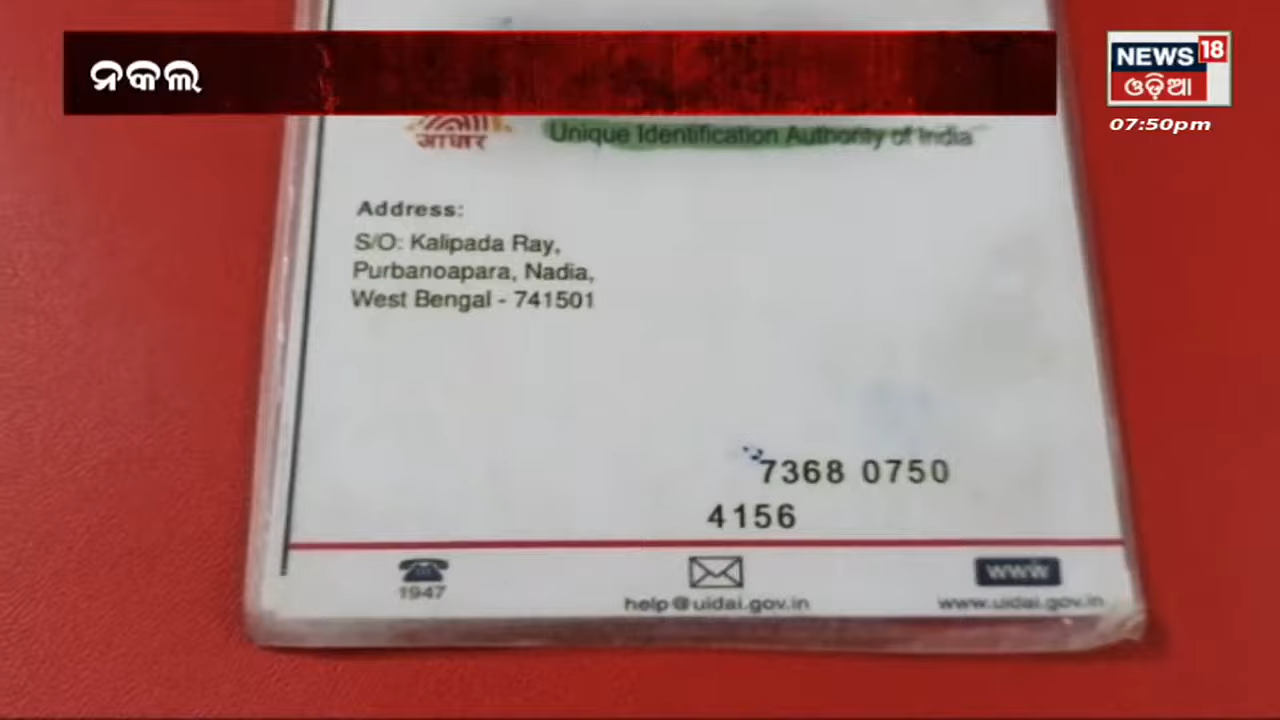 ନକଲ
NEWS 18
ଓଡ଼ିଆ
07:50pm
आधार
Unique Identification Authority of India
Address:
S/O: Kalipada Ray,
Purbanoapara, Nadia,
West Bengal - 741501
7368 0750
4156
1947
www
help@uidai.gov.in
www.uidai.gov.in